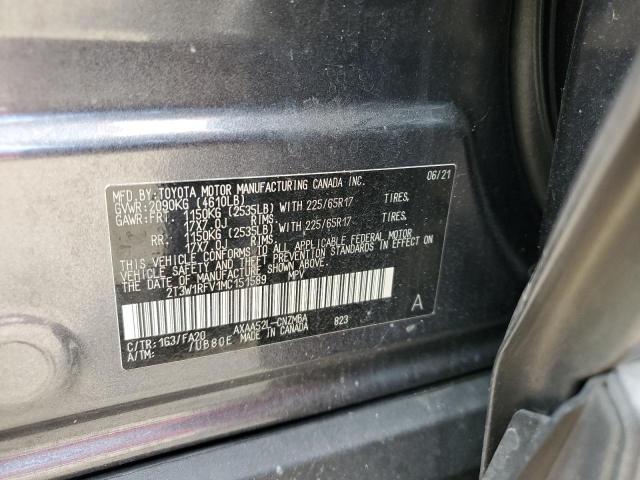 MFD.BY: TOYOTA MOTOR MANUFACTURING CANADA INC. 06/21
GVWR: 2090KG (4610LB)
GAWR: FRT. 1150KG (2535LB) WITH 225/65R17 TIRES,
17X7.0J RIMS,
RR. 1150KG (2535LB) WITH 225/65R17 TIRES,
17X7.0J RIMS,
THIS VEHICLE CONFORMS TO ALL APPLICABLE FEDERAL MOTOR
VEHICLE SAFETY, BUMPER, AND THEFT PREVENTION STANDARDS IN EFFECT
ON THE DATE OF MANUFACTURE SHOWN ABOVE.
2T3W1RFV1MC151589 MPV
A
C/TR: 1G3/FA20 AXAA52L-CNZMBA 823
A/TM: /UB80E MADE IN CANADA